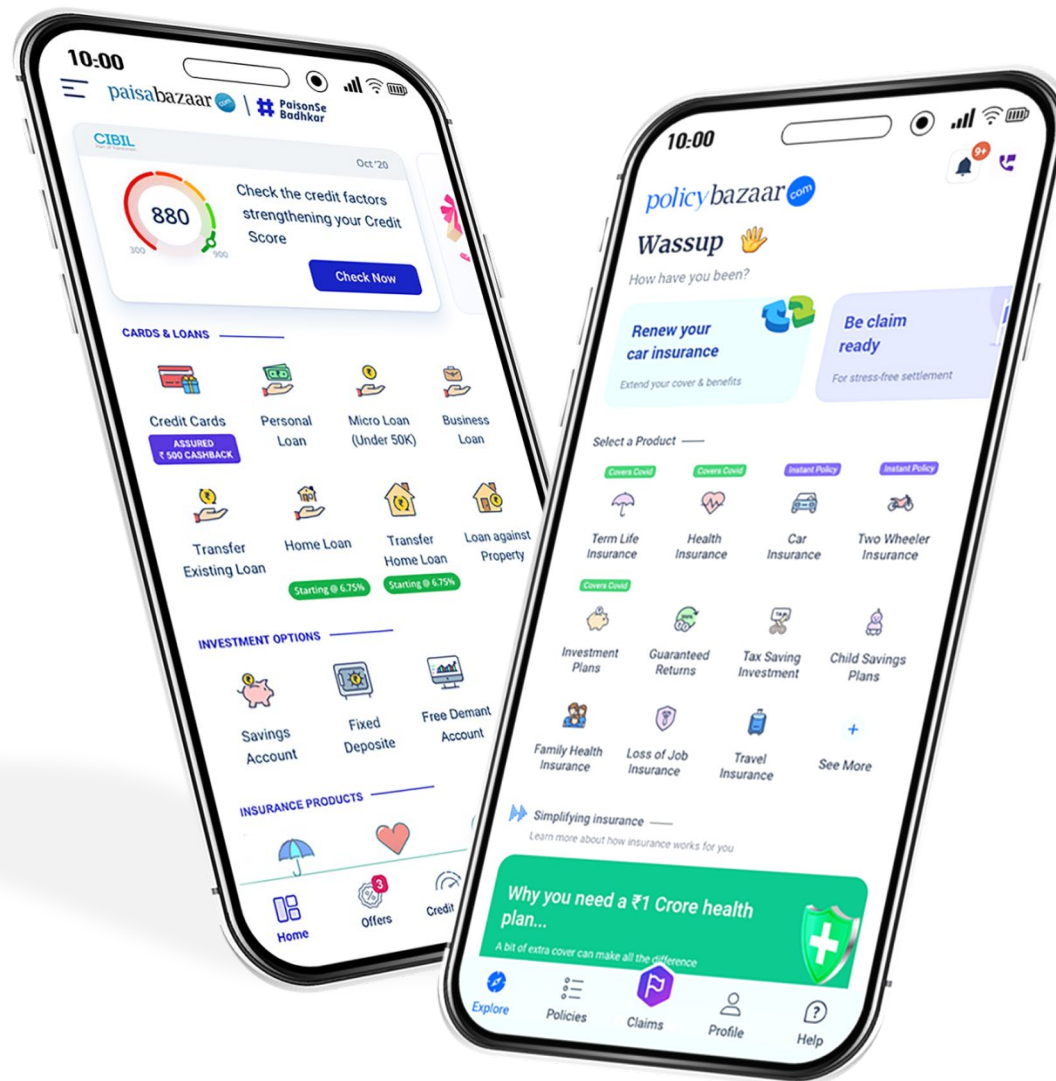 10:00
paisabazaar com | # PaisonSe
Badhkar
CIBIL
Oct '20
880
300
900
Check the credit factors
strengthening your Credit
Score
Check Now
CARDS & LOANS
Credit Cards
ASSURED
₹ 500 CASHBACK
Personal
Loan
Micro Loan
(Under 50K)
Business
Loan
Transfer
Existing Loan
Home Loan
Starting @ 6.75%
Transfer
Home Loan
Starting @ 6.75%
Loan against
Property
INVESTMENT OPTIONS
Savings
Account
Fixed
Deposite
Free Demant
Account
INSURANCE PRODUCTS
Home
3
Offers
Credit
10:00
9+
policybazaar com
Wassup
How have you been?
Renew your
car insurance
Extend your cover & benefits
Be claim
ready
For stress-free settlement
Select a Product
Covers Covid
Term Life
Insurance
Covers Covid
Health
Insurance
Instant Policy
Car
Insurance
Instant Policy
Two Wheeler
Insurance
Covers Covid
Investment
Plans
Guaranteed
Returns
Tax Saving
Investment
Child Savings
Plans
Family Health
Insurance
Loss of Job
Insurance
Travel
Insurance
+
See More
Simplifying insurance
Learn more about how insurance works for you
Why you need a ₹1 Crore health
plan...
A bit of extra cover can make all the difference
Explore
Policies
Claims
Profile
Help